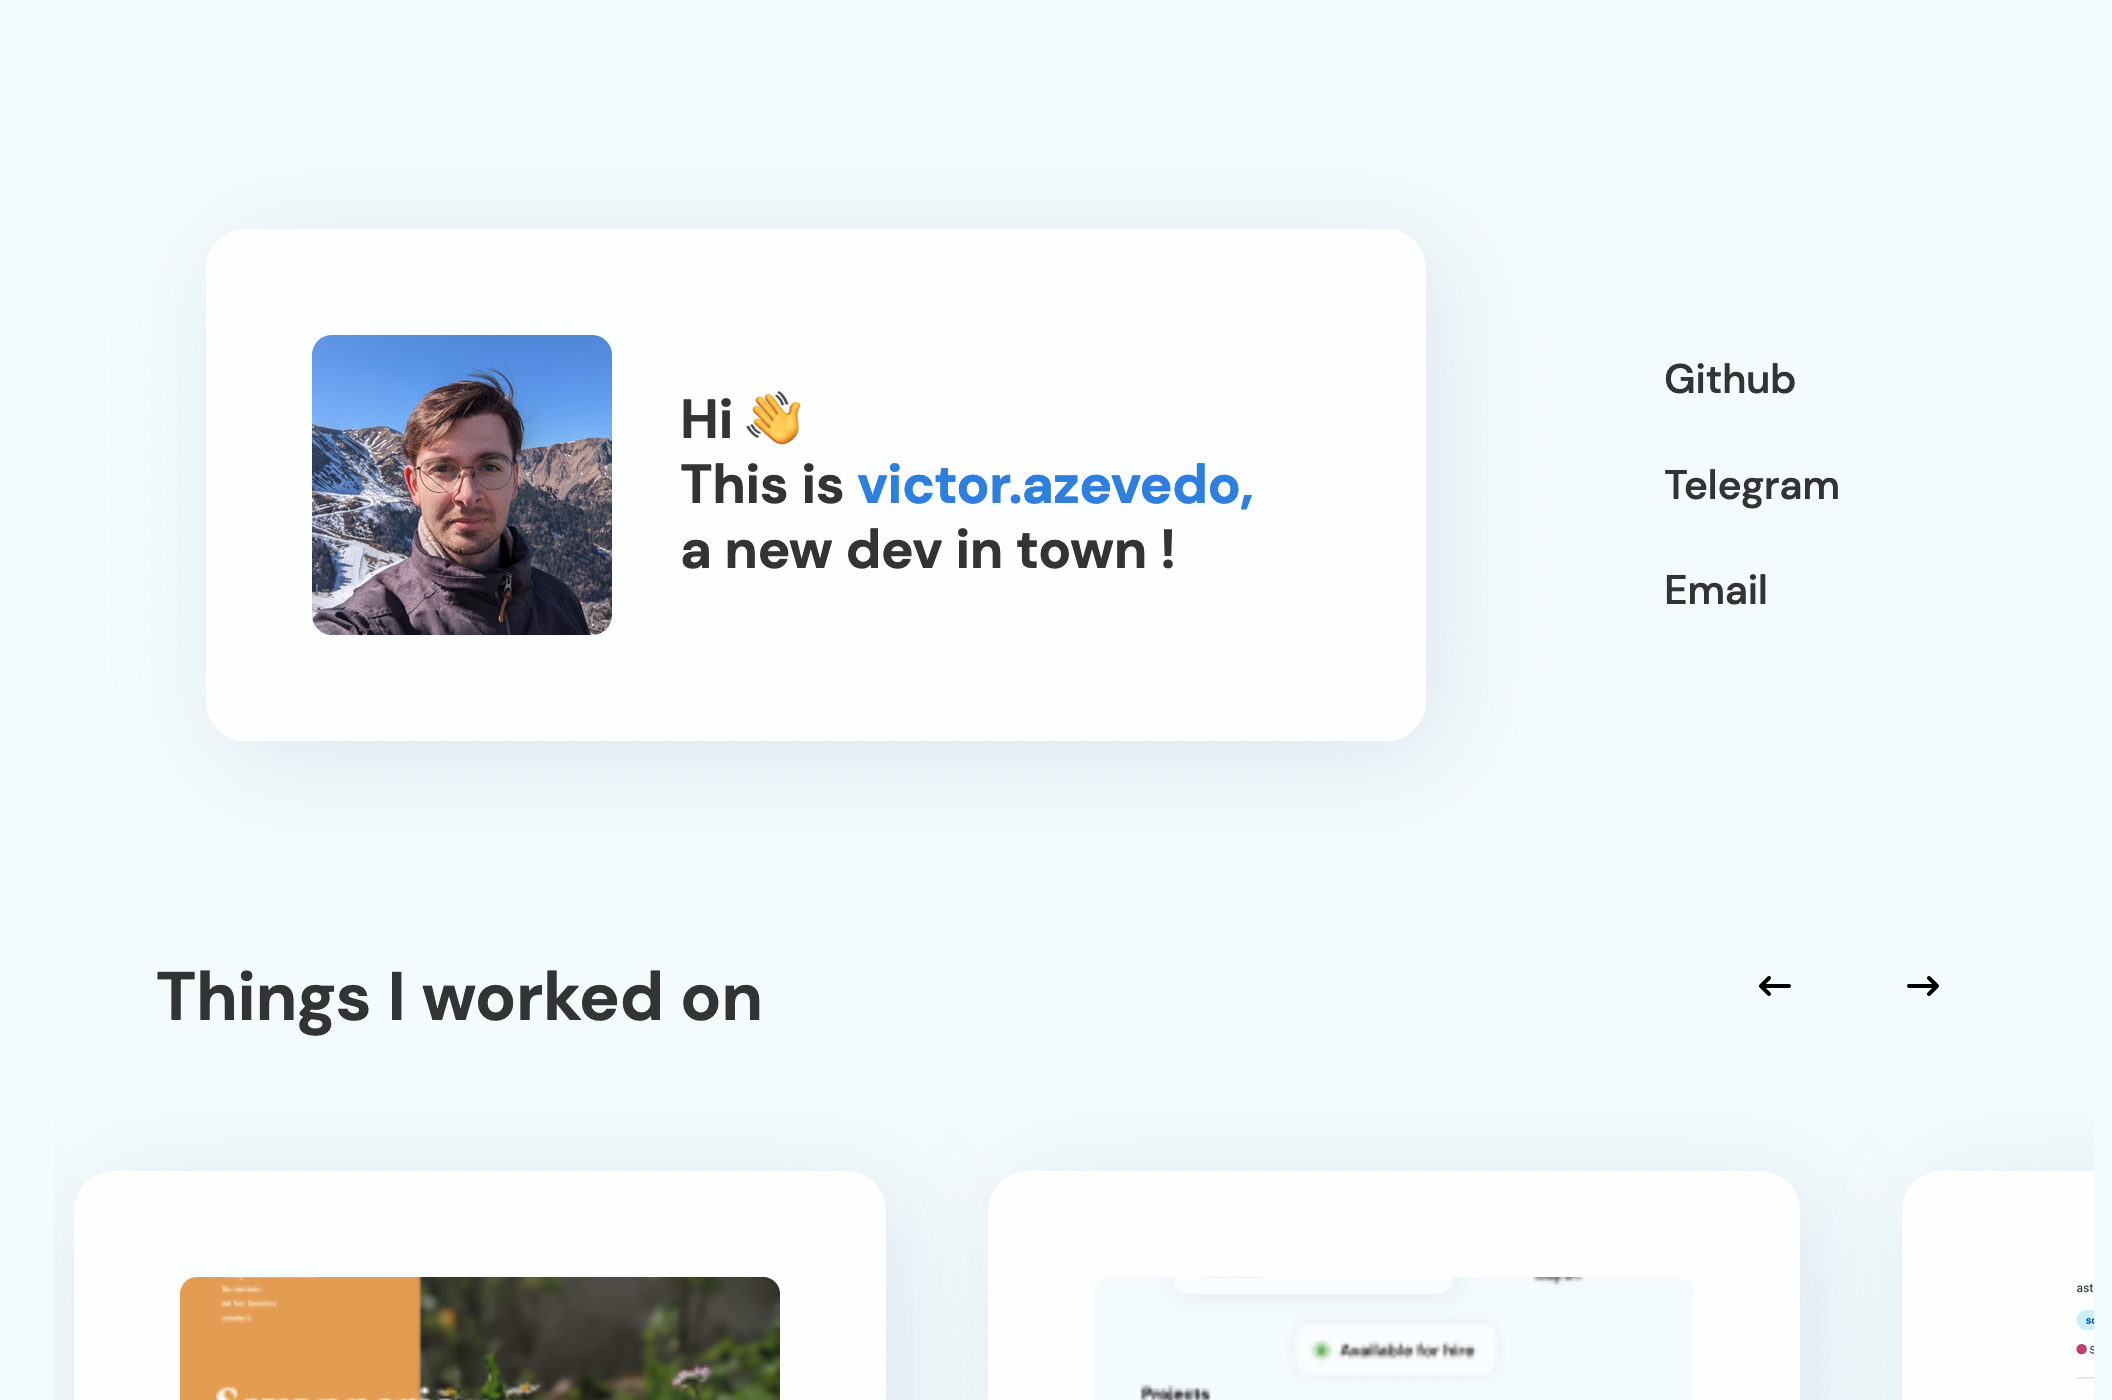 Hi 👋
This is victor.azevedo,
a new dev in town !
Github
Telegram
Email
Things I worked on
Available for hire
Projects
ast